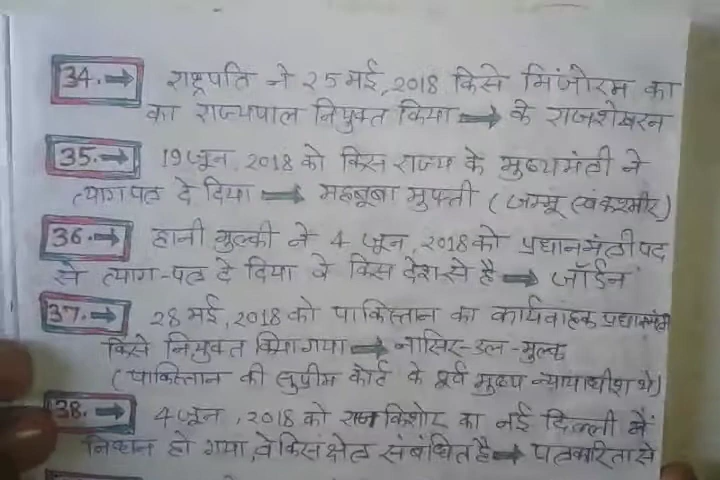 34.→ राष्ट्रपति ने 25 मई, 2018 किसे मिजोरम का
का राज्यपाल नियुक्त किया → के राजशेखरन
35.→ 19 जून, 2018 को किस राज्य के मुख्यमंत्री ने
त्यागपत्र दे दिया → महबूबा मुफ्ती (जम्मू एवं कश्मीर)
36.→ हानी मुल्की ने 4 जून, 2018 को प्रधानमंत्री पद
से त्याग-पत्र दे दिया वे किस देश से है → जॉर्डन
37.→ 28 मई, 2018 को पाकिस्तान का कार्यवाहक प्रधानमंत्री
किसे नियुक्त किया गया → नासिर-उल-मुल्क
(पाकिस्तान की सुप्रीम कोर्ट के पूर्व मुख्य न्यायाधीश थे)
38.→ 4 जून, 2018 को राज किशोर का नई दिल्ली में
निधन हो गया, वे किस क्षेत्र संबंधित है → पत्रकारिता से